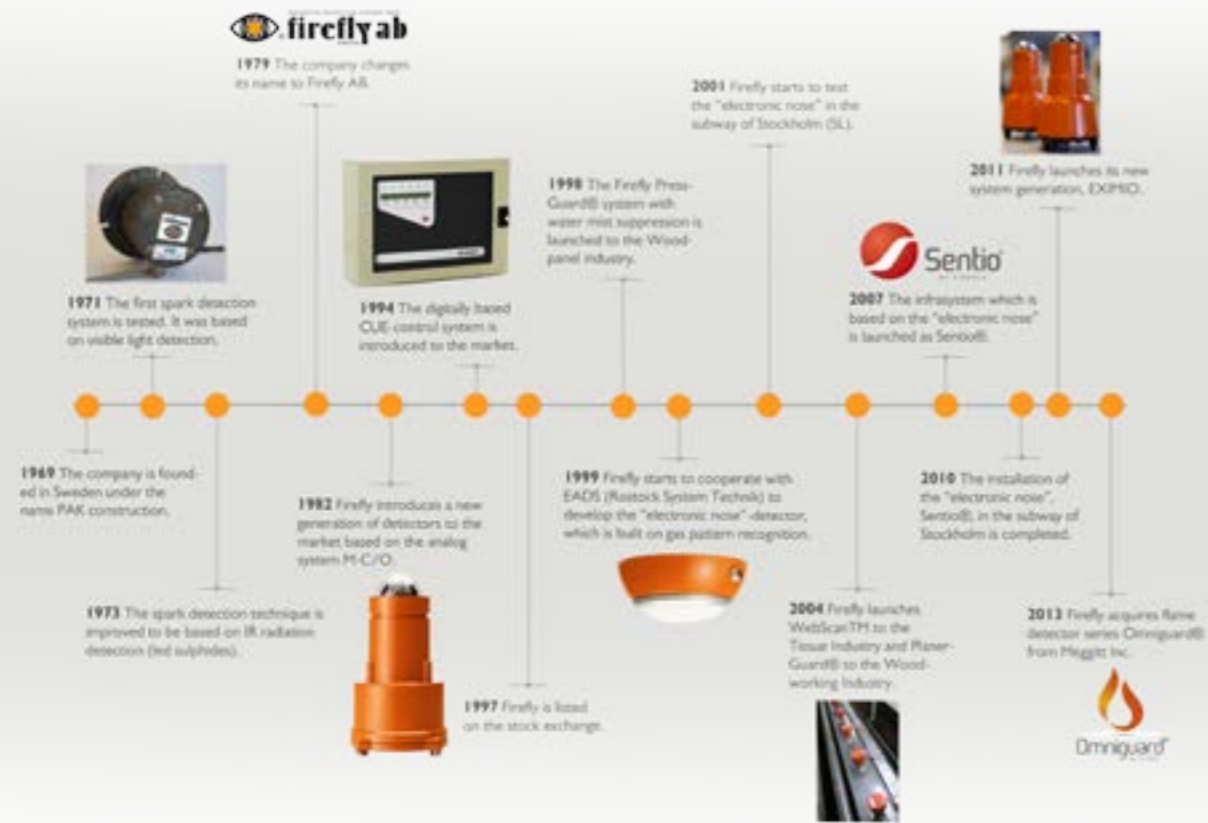 firefly ab
1979 The company changes
its name to Firefly AB.
1971 The first spark detection
system is tested. It was based
on visible light detection.
1994 The digitally based
CUE-control system is
introduced to the market.
1998 The Firefly Press-
Guard® system with
water mist suppression is
launched to the Wood-
panel industry.
2001 Firefly starts to test
the "electronic nose" in the
subway of Stockholm (SL).
Sentio
2007 The infrasystem which is
based on the "electronic nose"
is launched as Sentio®.
2011 Firefly launches its new
system generation, EXIMIO.
1969 The company is found-
ed in Sweden under the
name PAK construction.
1973 The spark detection technique is
improved to be based on IR radiation
detection (led sulphides).
1982 Firefly introduces a new
generation of detectors to the
market based on the analog
system M-C/O.
1997 Firefly is listed
on the stock exchange.
1999 Firefly starts to cooperate with
EADS (Rostock System Technik) to
develop the "electronic nose"-detector,
which is built on gas pattern recognition.
2004 Firefly launches
WebScanTM to the
Tissue Industry and Planer-
Guard® to the Wood-
working Industry.
2010 The installation of
the "electronic nose",
Sentio®, in the subway of
Stockholm is completed.
2013 Firefly acquires flame
detector series Omniguard®
from Meggitt Inc.
Omniguard